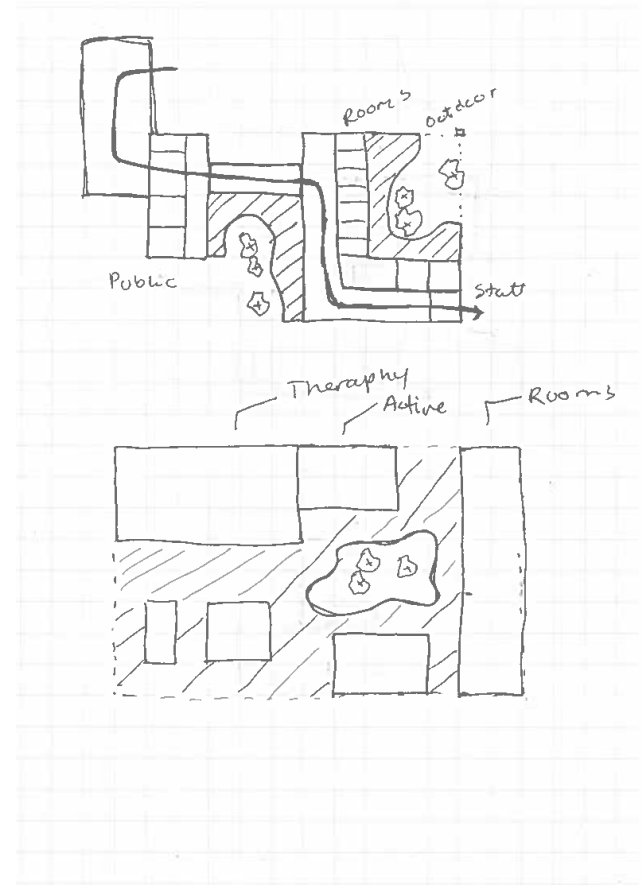 Rooms
outdoor
Public
Staff
Theraphy
Active
Rooms